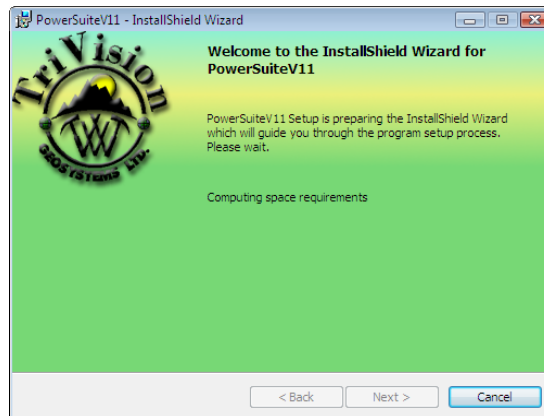 PowerSuiteV11 - InstallShield Wizard
TriVision
GEOSYSTEMS LTD.
Welcome to the InstallShield Wizard for
PowerSuiteV11
PowerSuiteV11 Setup is preparing the InstallShield Wizard
which will guide you through the program setup process.
Please wait.
Computing space requirements
< Back
Next >
Cancel